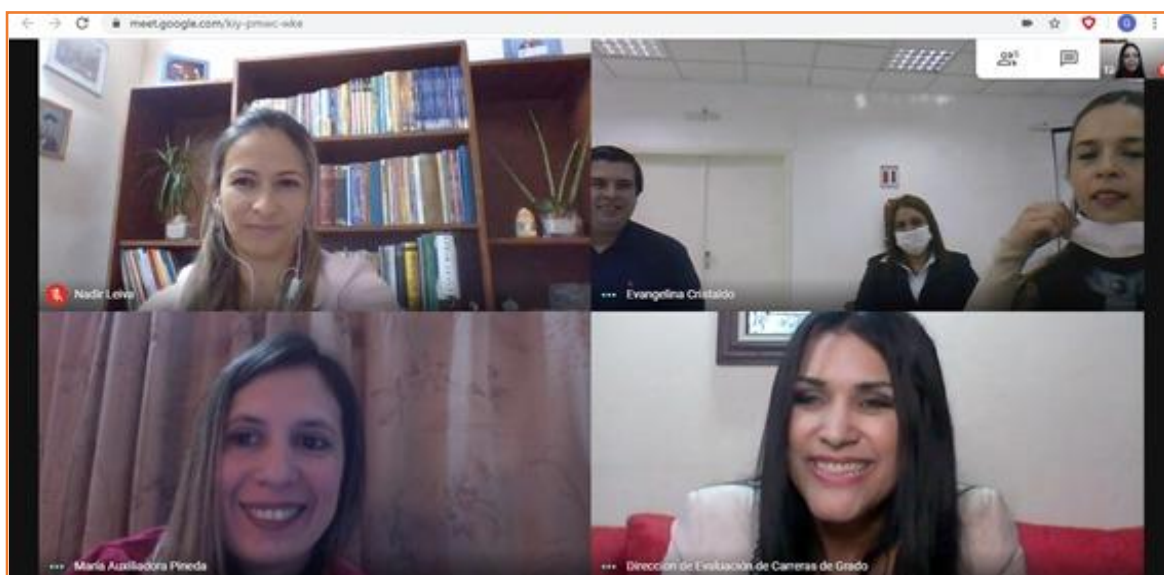 meet.google.com/kiy-pmwc-wke
G
Nadir Leiva
Evangelina Cristaldo
María Auxiliadora Pineda
Dirección de Evaluación de Carreras de Grado